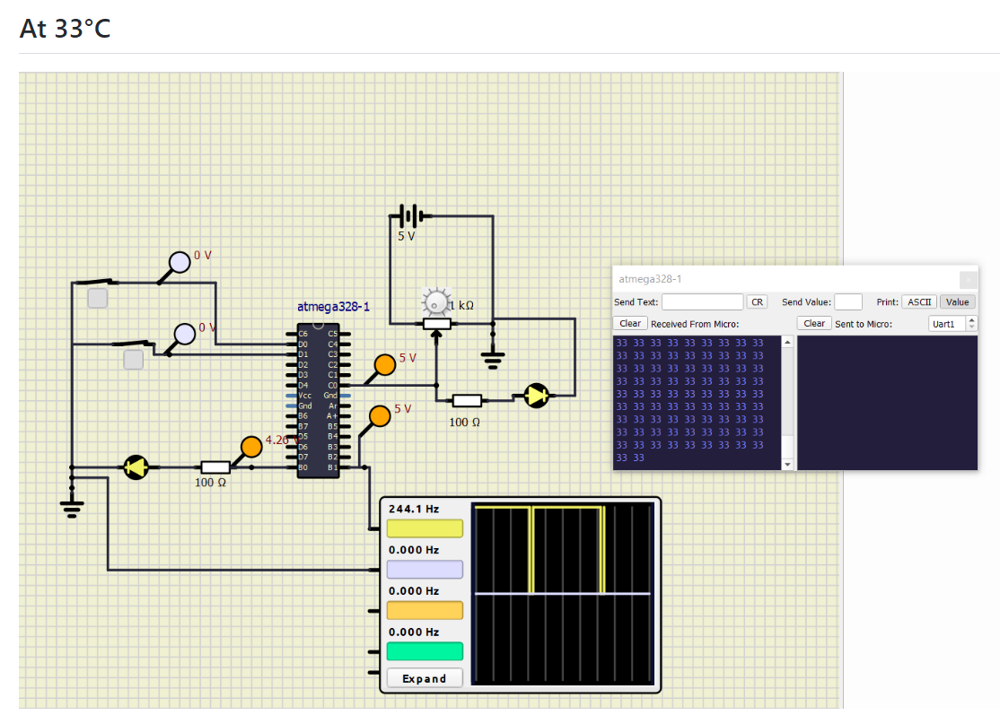 At 33°C
5 V
0 V
1 kΩ
atmega328-1
0 V
C6 C5
D0 C4
D1 C3
D2 C2
D3 C1
D4 C0
Vcc Gnd
Gnd Ar
B6 A+
B7 B5
D5 B4
D6 B3
D7 B2
B0 B1
5 V
5 V
4.26 V
100 Ω
100 Ω
244.1 Hz
0.000 Hz
0.000 Hz
0.000 Hz
Expand
atmega328-1
Send Text: CR Send Value: Print: ASCII Value
Clear Received From Micro: Clear Sent to Micro: Uart1
33 33 33 33 33 33 33 33 33
33 33 33 33 33 33 33 33 33
33 33 33 33 33 33 33 33 33
33 33 33 33 33 33 33 33 33
33 33 33 33 33 33 33 33 33
33 33 33 33 33 33 33 33 33
33 33 33 33 33 33 33 33 33
33 33 33 33 33 33 33 33 33
33 33 33 33 33 33 33 33 33
33 33